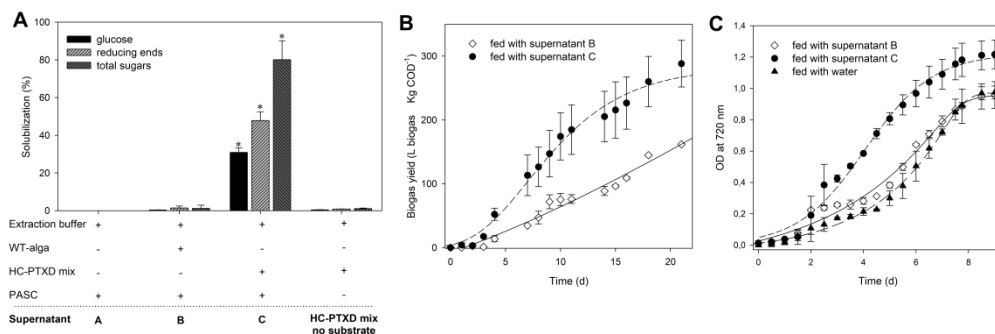 A
100
80
60
40
20
0
Solubilization (%)
glucose
reducing ends
total sugars
* * *
Extraction buffer + + + +
WT-alga - + - -
HC-PTXD mix - - + +
PASC + + + -
Supernatant A B C HC-PTXD mix
no substrate
B
300
200
100
0
Biogas yield (L biogas Kg COD⁻¹)
fed with supernatant B
fed with supernatant C
0 5 10 15 20
Time (d)
C
1,4
1,2
1,0
0,8
0,6
0,4
0,2
0,0
OD at 720 nm
fed with supernatant B
fed with supernatant C
fed with water
0 2 4 6 8
Time (d)